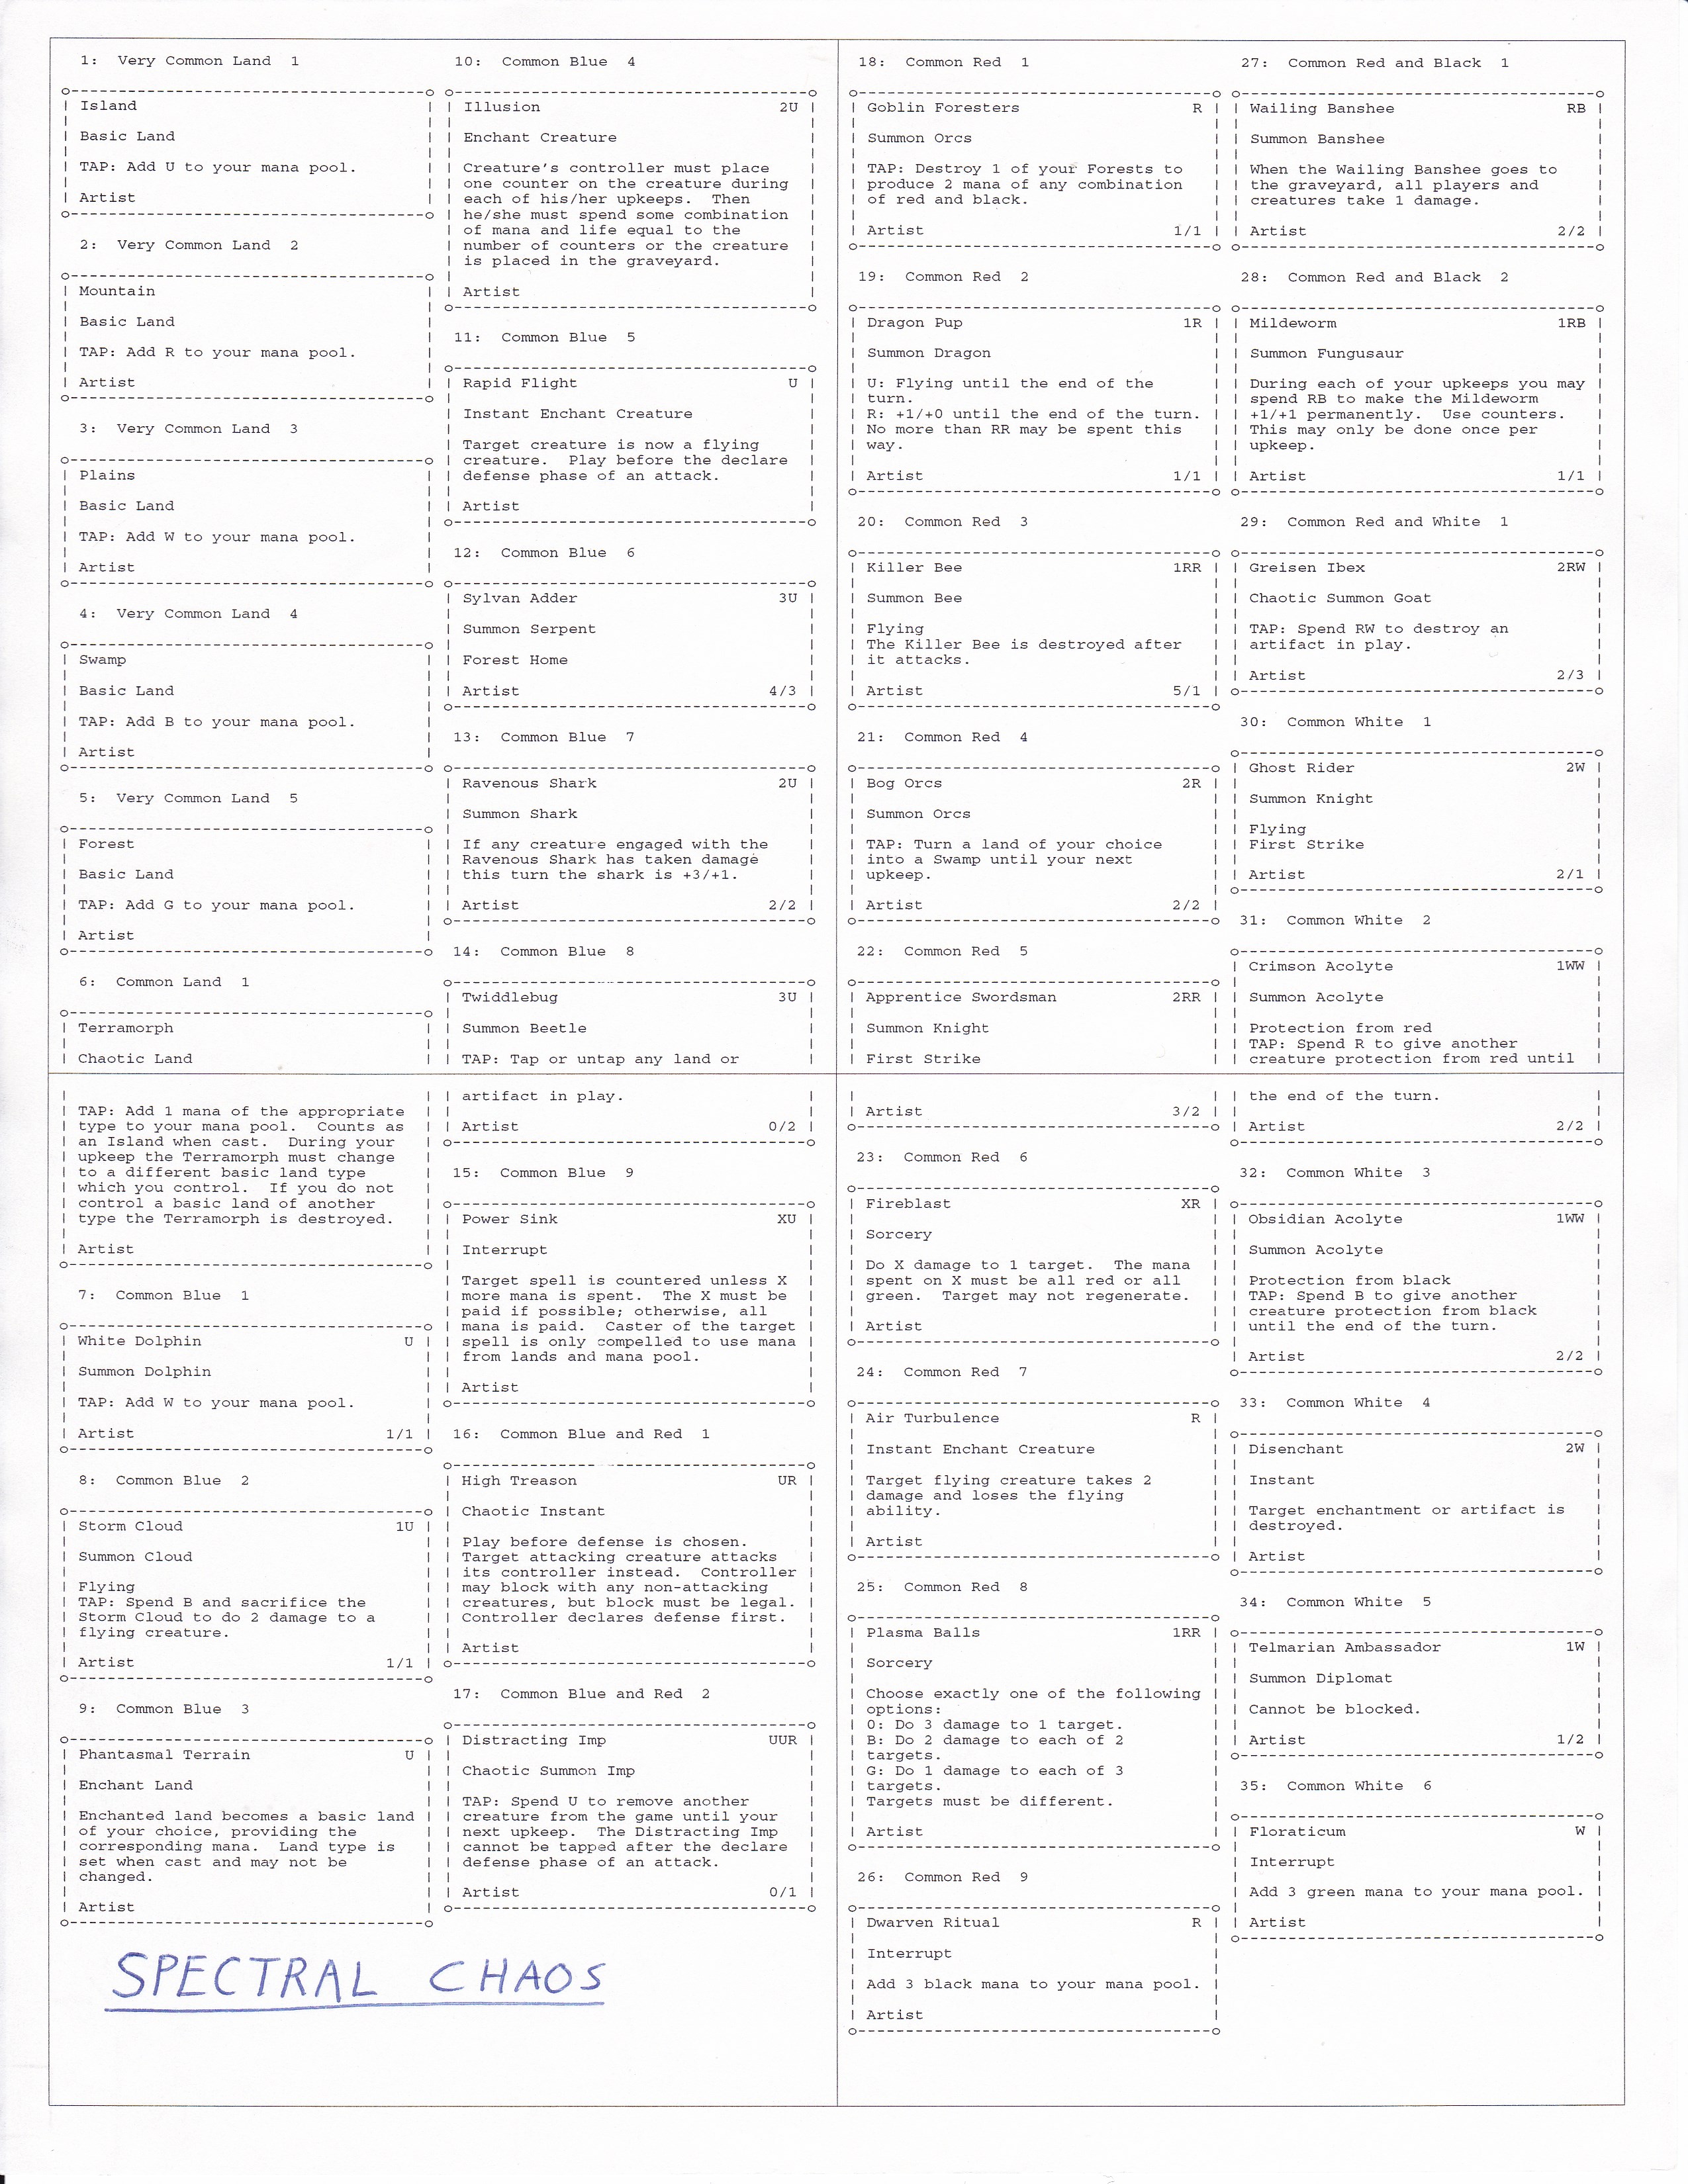 1: Very Common Land 1
Island
Basic Land
TAP: Add U to your mana pool.
Artist
2: Very Common Land 2
Mountain
Basic Land
TAP: Add R to your mana pool.
Artist
3: Very Common Land 3
Plains
Basic Land
TAP: Add W to your mana pool.
Artist
4: Very Common Land 4
Swamp
Basic Land
TAP: Add B to your mana pool.
Artist
5: Very Common Land 5
Forest
Basic Land
TAP: Add G to your mana pool.
Artist
6: Common Land 1
Terramorph
Chaotic Land
TAP: Add 1 mana of the appropriate
type to your mana pool. Counts as
an Island when cast. During your
upkeep the Terramorph must change
to a different basic land type
which you control. If you do not
control a basic land of another
type the Terramorph is destroyed.
Artist
7: Common Blue 1
White Dolphin U
Summon Dolphin
TAP: Add W to your mana pool.
Artist 1/1
8: Common Blue 2
Storm Cloud 1U
Summon Cloud
Flying
TAP: Spend B and sacrifice the
Storm Cloud to do 2 damage to a
flying creature.
Artist 1/1
9: Common Blue 3
Phantasmal Terrain U
Enchant Land
Enchanted land becomes a basic land
of your choice, providing the
corresponding mana. Land type is
set when cast and may not be
changed.
Artist
10: Common Blue 4
Illusion 2U
Enchant Creature
Creature's controller must place
one counter on the creature during
each of his/her upkeeps. Then
he/she must spend some combination
of mana and life equal to the
number of counters or the creature
is placed in the graveyard.
Artist
11: Common Blue 5
Rapid Flight U
Instant Enchant Creature
Target creature is now a flying
creature. Play before the declare
defense phase of an attack.
Artist
12: Common Blue 6
Sylvan Adder 3U
Summon Serpent
Forest Home
Artist 4/3
13: Common Blue 7
Ravenous Shark 2U
Summon Shark
If any creature engaged with the
Ravenous Shark has taken damage
this turn the shark is +3/+1.
Artist 2/2
14: Common Blue 8
Twiddlebug 3U
Summon Beetle
TAP: Tap or untap any land or
artifact in play.
Artist 0/2
15: Common Blue 9
Power Sink XU
Interrupt
Target spell is countered unless X
more mana is spent. The X must be
paid if possible; otherwise, all
mana is paid. Caster of the target
spell is only compelled to use mana
from lands and mana pool.
Artist
16: Common Blue and Red 1
High Treason UR
Chaotic Instant
Play before defense is chosen.
Target attacking creature attacks
its controller instead. Controller
may block with any non-attacking
creatures, but block must be legal.
Controller declares defense first.
Artist
17: Common Blue and Red 2
Distracting Imp UUR
Chaotic Summon Imp
TAP: Spend U to remove another
creature from the game until your
next upkeep. The Distracting Imp
cannot be tapped after the declare
defense phase of an attack.
Artist 0/1
SPECTRAL CHAOS
18: Common Red 1
Goblin Foresters R
Summon Orcs
TAP: Destroy 1 of your Forests to
produce 2 mana of any combination
of red and black.
Artist 1/1
19: Common Red 2
Dragon Pup 1R
Summon Dragon
U: Flying until the end of the
turn.
R: +1/+0 until the end of the turn.
No more than RR may be spent this
way.
Artist 1/1
20: Common Red 3
Killer Bee 1RR
Summon Bee
Flying
The Killer Bee is destroyed after
it attacks.
Artist 5/1
21: Common Red 4
Bog Orcs 2R
Summon Orcs
TAP: Turn a land of your choice
into a Swamp until your next
upkeep.
Artist 2/2
22: Common Red 5
Apprentice Swordsman 2RR
Summon Knight
First Strike
Artist 3/2
23: Common Red 6
Fireblast XR
Sorcery
Do X damage to 1 target. The mana
spent on X must be all red or all
green. Target may not regenerate.
Artist
24: Common Red 7
Air Turbulence R
Instant Enchant Creature
Target flying creature takes 2
damage and loses the flying
ability.
Artist
25: Common Red 8
Plasma Balls 1RR
Sorcery
Choose exactly one of the following
options:
0: Do 3 damage to 1 target.
B: Do 2 damage to each of 2
targets.
G: Do 1 damage to each of 3
targets.
Targets must be different.
Artist
26: Common Red 9
Dwarven Ritual R
Interrupt
Add 3 black mana to your mana pool.
Artist
27: Common Red and Black 1
Wailing Banshee RB
Summon Banshee
When the Wailing Banshee goes to
the graveyard, all players and
creatures take 1 damage.
Artist 2/2
28: Common Red and Black 2
Mildeworm 1RB
Summon Fungusaur
During each of your upkeeps you may
spend RB to make the Mildeworm
+1/+1 permanently. Use counters.
This may only be done once per
upkeep.
Artist 1/1
29: Common Red and White 1
Greisen Ibex 2RW
Chaotic Summon Goat
TAP: Spend RW to destroy an
artifact in play.
Artist 2/3
30: Common White 1
Ghost Rider 2W
Summon Knight
Flying
First Strike
Artist 2/1
31: Common White 2
Crimson Acolyte 1WW
Summon Acolyte
Protection from red
TAP: Spend R to give another
creature protection from red until
the end of the turn.
Artist 2/2
32: Common White 3
Obsidian Acolyte 1WW
Summon Acolyte
Protection from black
TAP: Spend B to give another
creature protection from black
until the end of the turn.
Artist 2/2
33: Common White 4
Disenchant 2W
Instant
Target enchantment or artifact is
destroyed.
Artist
34: Common White 5
Telmarian Ambassador 1W
Summon Diplomat
Cannot be blocked.
Artist 1/2
35: Common White 6
Floraticum W
Interrupt
Add 3 green mana to your mana pool.
Artist